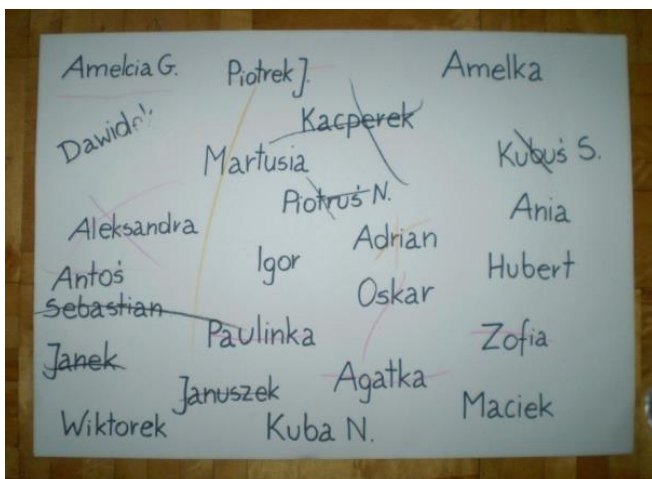 Amelcia G.
Piotrek J.
Amelka
Kacperek
Martusia
Kubuś S.
Piotruś N.
Ania
Aleksandra
Adrian
Igor
Hubert
Antoś
Oskar
Sebastian
Paulinka
Zofia
Janek
Agatka
Januszek
Maciek
Wiktorek
Kuba N.